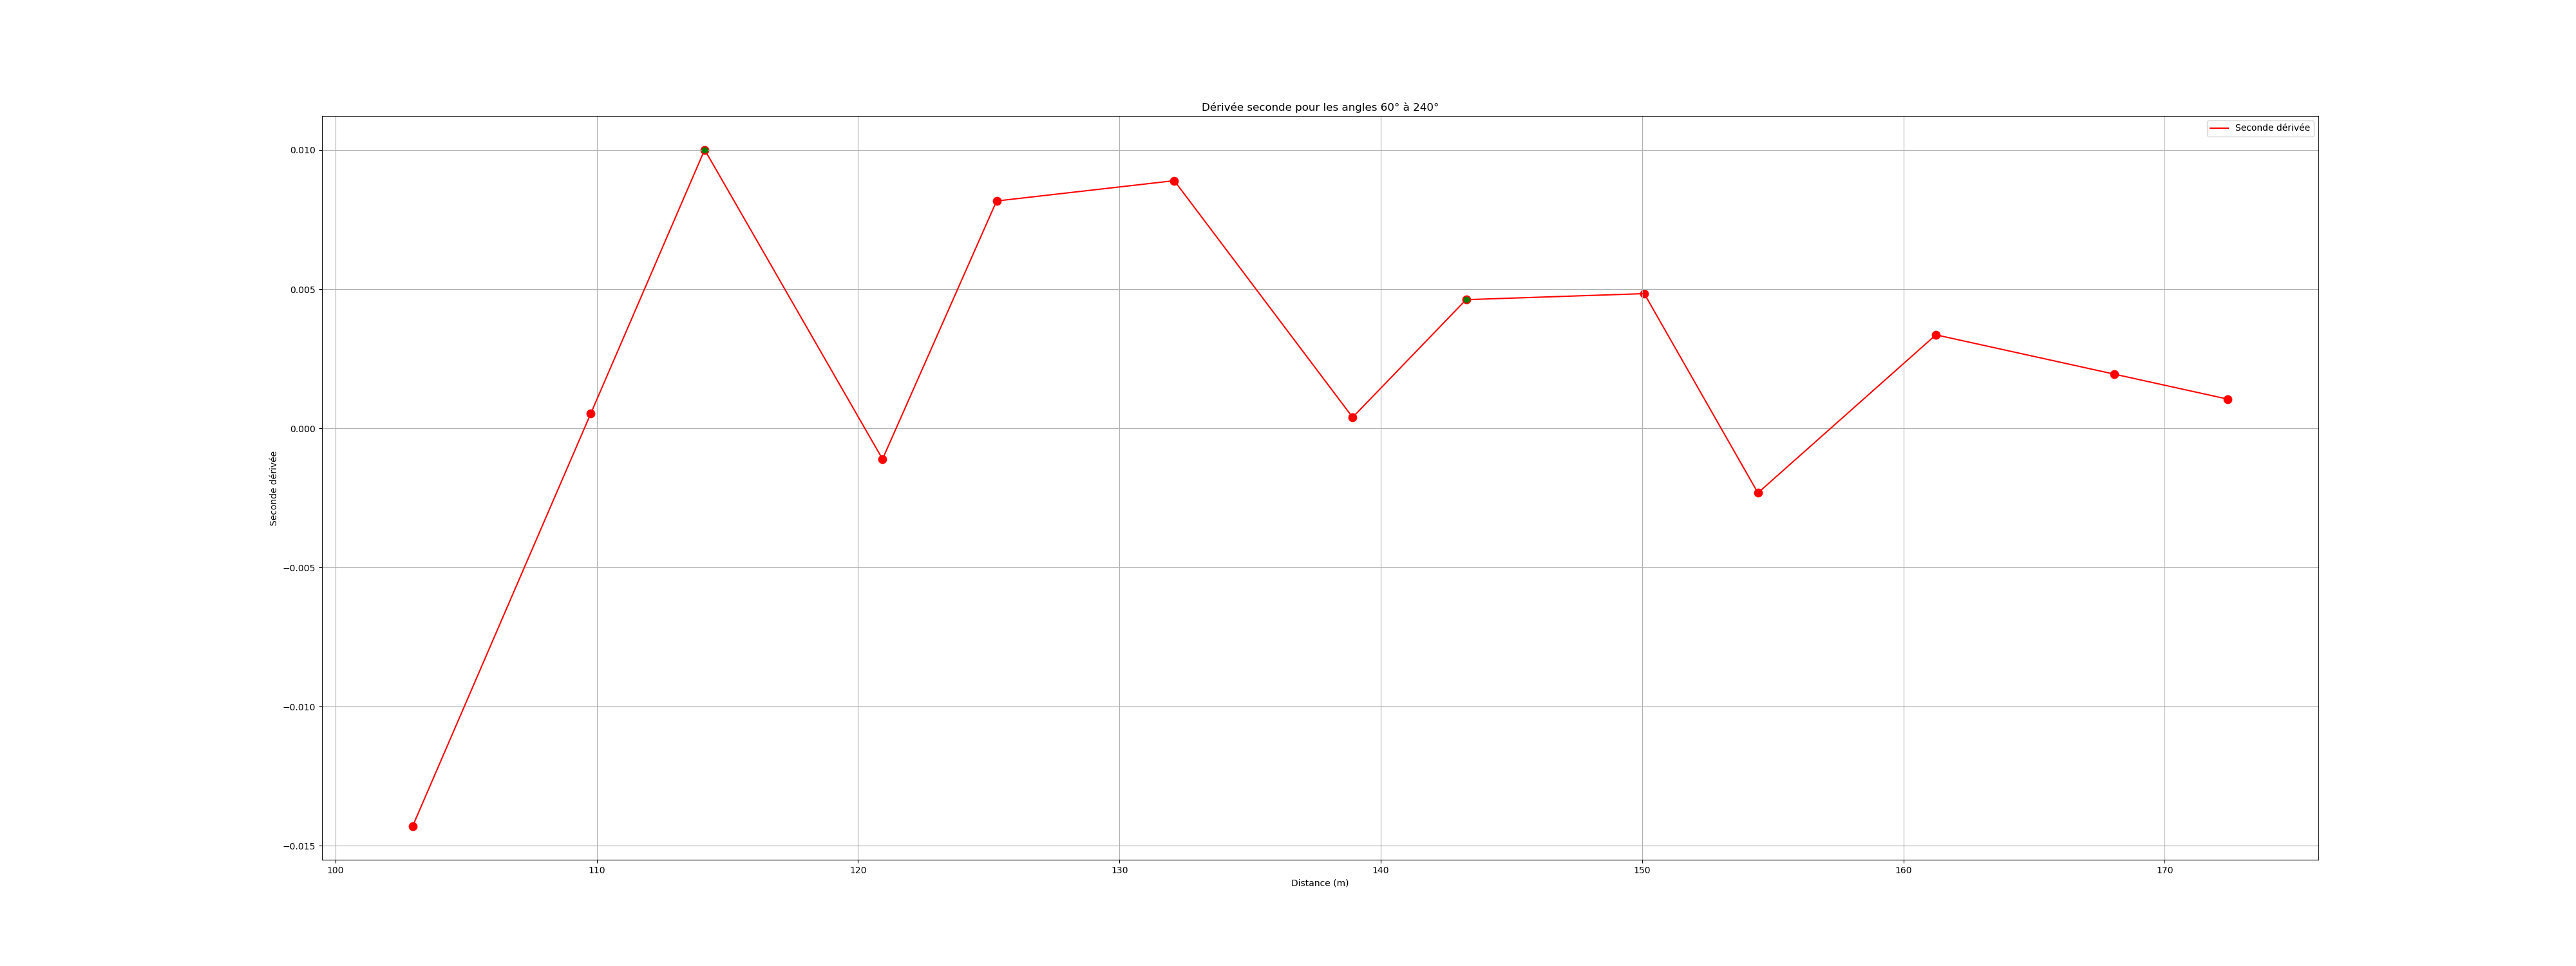 Dérivée seconde pour les angles 60° à 240°
Seconde dérivée
0.010
0.005
0.000
−0.005
−0.010
−0.015
Seconde dérivée
100 110 120 130 140 150 160 170
Distance (m)